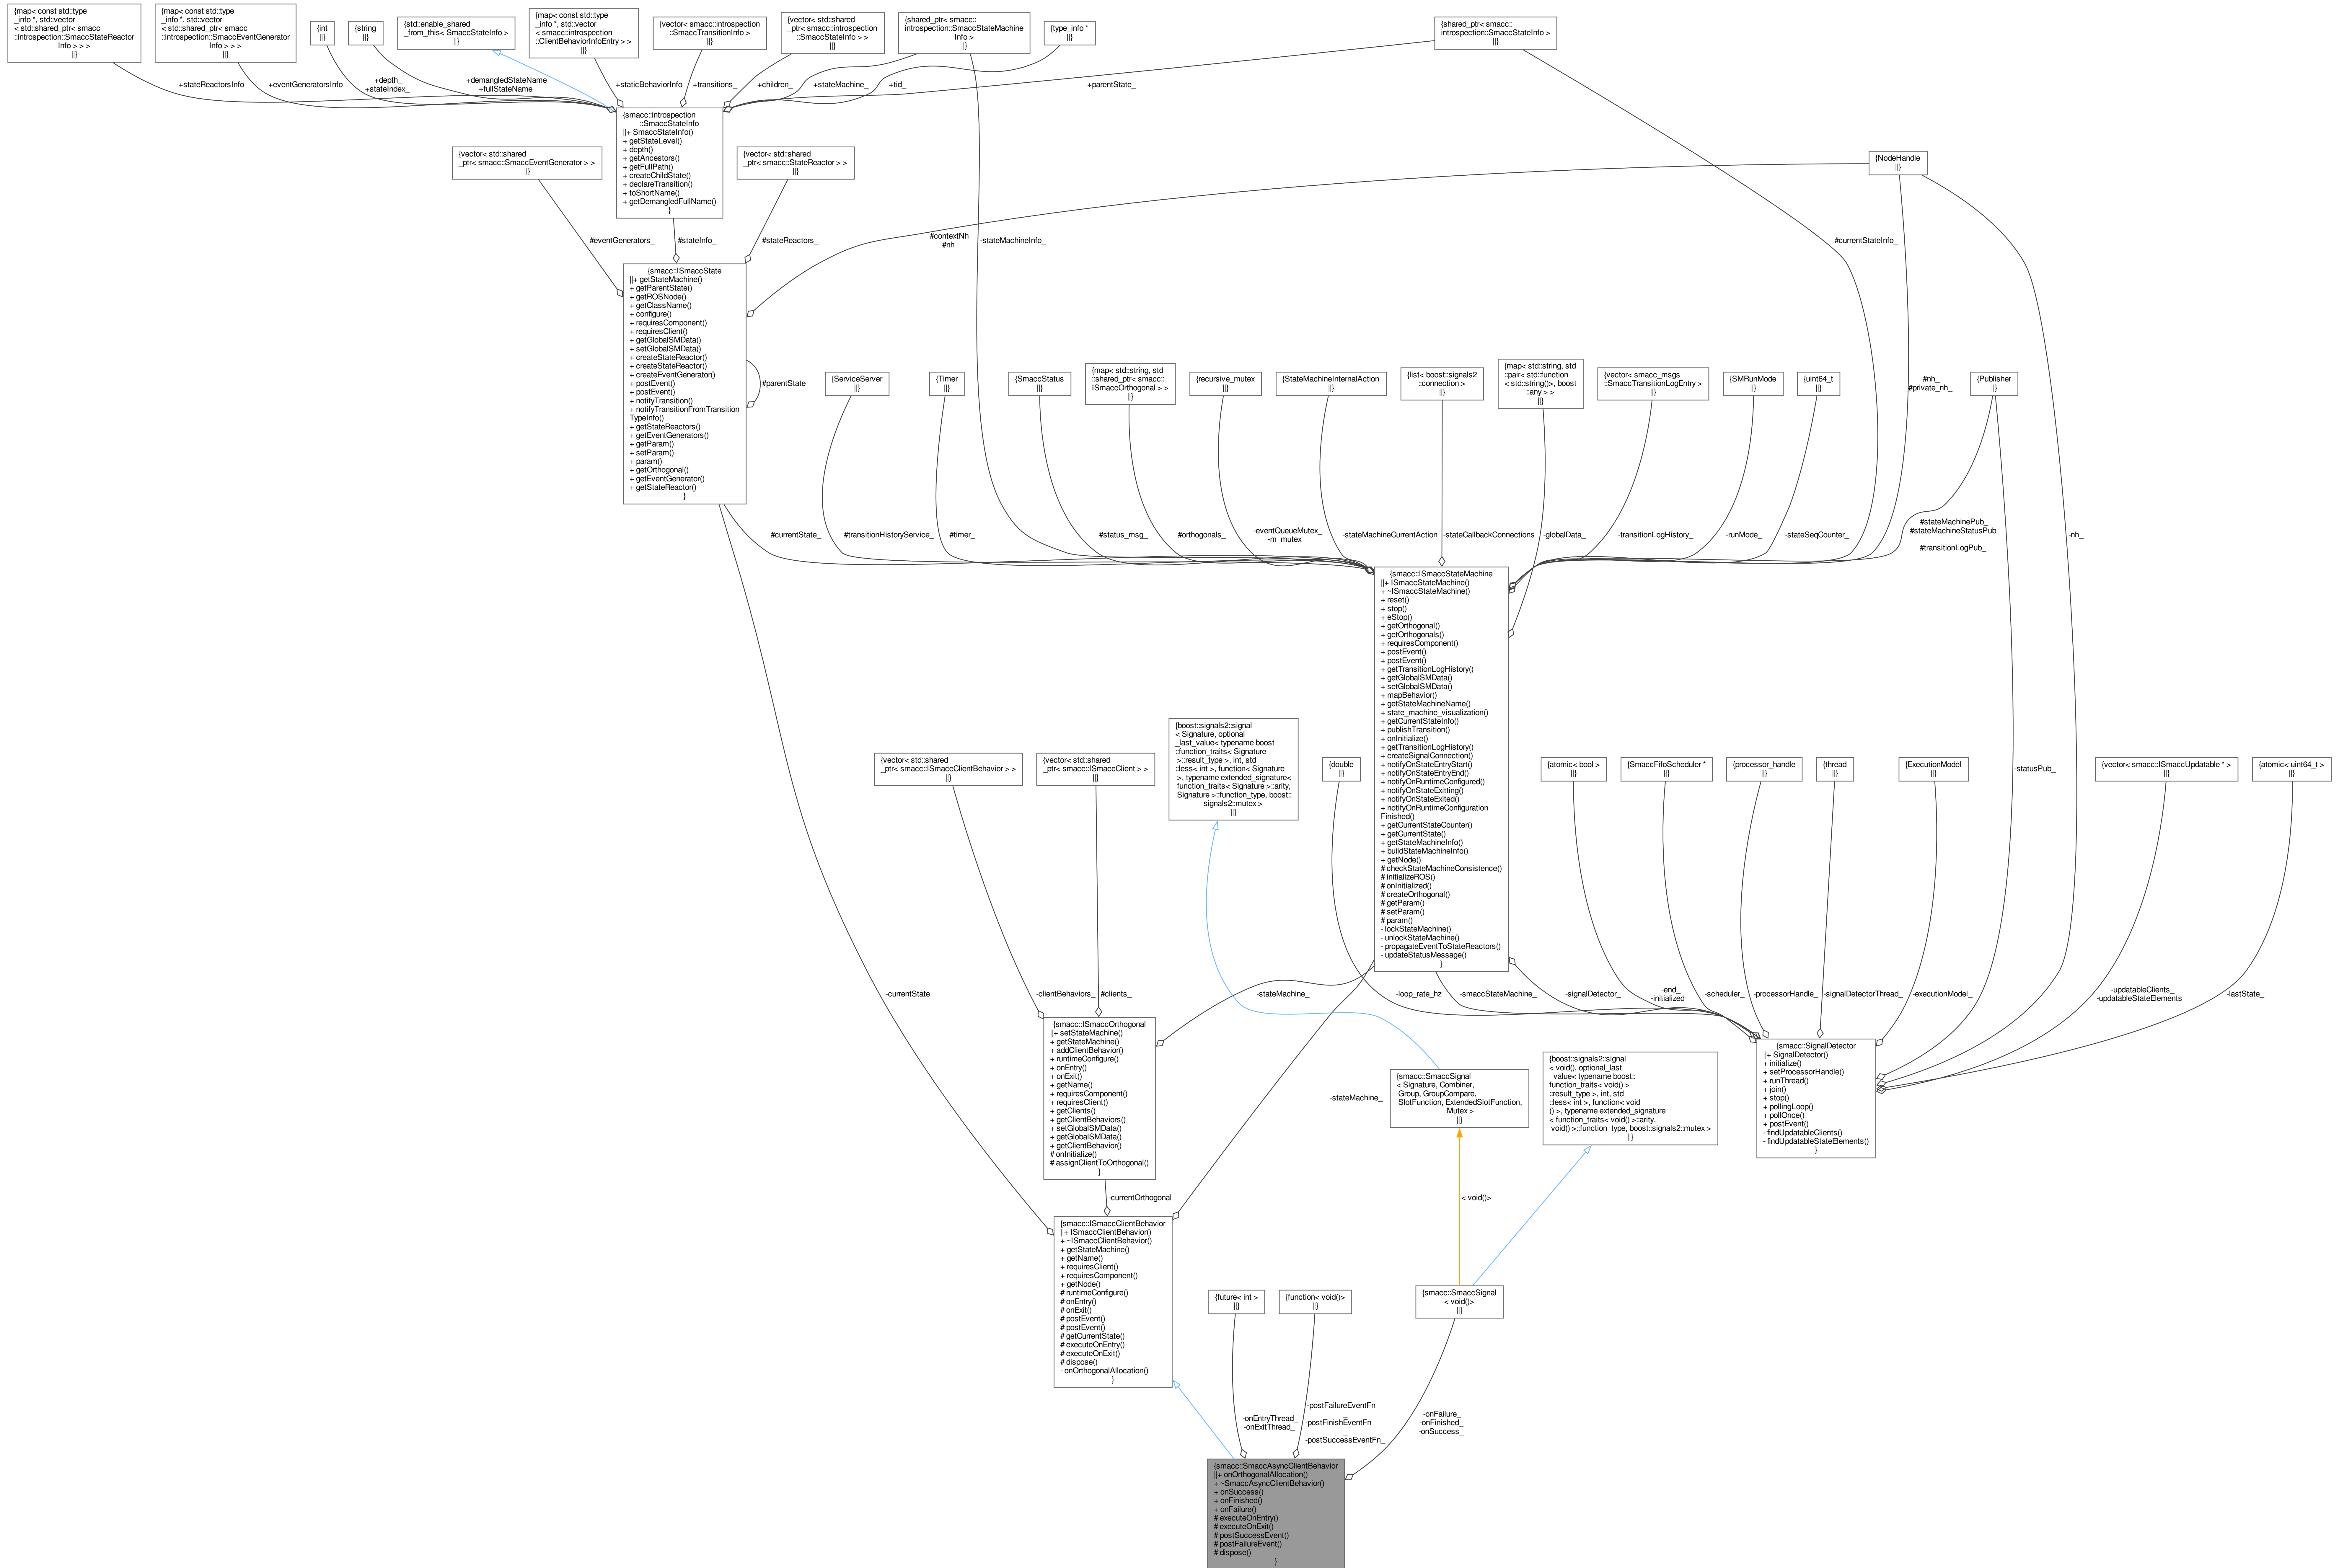 {map< const std::type
_info *, std::vector
< std::shared_ptr< smacc
::introspection::SmaccStateReactor
Info > > >
||}
{map< const std::type
_info *, std::vector
< std::shared_ptr< smacc
::introspection::SmaccEventGenerator
Info > > >
||}
{int
||}
{string
||}
{std::enable_shared
_from_this< SmaccStateInfo >
||}
{map< const std::type
_info *, std::vector
< smacc::introspection
::ClientBehaviorInfoEntry > >
||}
{vector< smacc::introspection
::SmaccTransitionInfo >
||}
{vector< std::shared
_ptr< smacc::introspection
::SmaccStateInfo > >
||}
{shared_ptr< smacc::
introspection::SmaccStateMachine
Info >
||}
{type_info *
||}
{shared_ptr< smacc::
introspection::SmaccStateInfo >
||}
+stateReactorsInfo
+eventGeneratorsInfo
+depth_
+stateIndex_
+demangledStateName
+fullStateName
+staticBehaviorInfo
+transitions_
+children_
+stateMachine_
+tid_
+parentState_
{smacc::introspection
::SmaccStateInfo
||+ SmaccStateInfo()
+ getStateLevel()
+ depth()
+ getAncestors()
+ getFullPath()
+ createChildState()
+ declareTransition()
+ toShortName()
+ getDemangledFullName()
}
{vector< std::shared
_ptr< smacc::SmaccEventGenerator > >
||}
{vector< std::shared
_ptr< smacc::StateReactor > >
||}
{NodeHandle
||}
#eventGenerators_
#stateInfo_
#stateReactors_
#contextNh
#nh
-stateMachineInfo_
#currentStateInfo_
{smacc::ISmaccState
||+ getStateMachine()
+ getParentState()
+ getROSNode()
+ getClassName()
+ configure()
+ requiresComponent()
+ requiresClient()
+ getGlobalSMData()
+ setGlobalSMData()
+ createStateReactor()
+ createStateReactor()
+ createEventGenerator()
+ postEvent()
+ postEvent()
+ notifyTransition()
+ notifyTransitionFromTransition
TypeInfo()
+ getStateReactors()
+ getEventGenerators()
+ getParam()
+ setParam()
+ param()
+ getOrthogonal()
+ getEventGenerator()
+ getStateReactor()
}
#parentState_
{ServiceServer
||}
{Timer
||}
{SmaccStatus
||}
{map< std::string, std
::shared_ptr< smacc::
ISmaccOrthogonal > >
||}
{recursive_mutex
||}
{StateMachineInternalAction
||}
{list< boost::signals2
::connection >
||}
{map< std::string, std
::pair< std::function
< std::string()>, boost
::any > >
||}
{vector< smacc_msgs
::SmaccTransitionLogEntry >
||}
{SMRunMode
||}
{uint64_t
||}
#nh_
#private_nh_
{Publisher
||}
#currentState_
#transitionHistoryService_
#timer_
#status_msg_
#orthogonals_
-eventQueueMutex_
-m_mutex_
-stateMachineCurrentAction
-stateCallbackConnections
-globalData_
-transitionLogHistory_
-runMode_
-stateSeqCounter_
#stateMachinePub_
#stateMachineStatusPub
_
#transitionLogPub_
-nh_
{smacc::ISmaccStateMachine
||+ ISmaccStateMachine()
+ ~ISmaccStateMachine()
+ reset()
+ stop()
+ eStop()
+ getOrthogonal()
+ getOrthogonals()
+ requiresComponent()
+ postEvent()
+ postEvent()
+ getTransitionLogHistory()
+ getGlobalSMData()
+ setGlobalSMData()
+ mapBehavior()
+ getStateMachineName()
+ state_machine_visualization()
+ getCurrentStateInfo()
+ publishTransition()
+ onInitialize()
+ getTransitionLogHistory()
+ createSignalConnection()
+ notifyOnStateEntryStart()
+ notifyOnStateEntryEnd()
+ notifyOnRuntimeConfigured()
+ notifyOnStateExitting()
+ notifyOnStateExited()
+ notifyOnRuntimeConfiguration
Finished()
+ getCurrentStateCounter()
+ getCurrentState()
+ getStateMachineInfo()
+ buildStateMachineInfo()
+ getNode()
# checkStateMachineConsistence()
# initializeROS()
# onInitialized()
# createOrthogonal()
# getParam()
# setParam()
# param()
- lockStateMachine()
- unlockStateMachine()
- propagateEventToStateReactors()
- updateStatusMessage()
}
{vector< std::shared
_ptr< smacc::ISmaccClientBehavior > >
||}
{vector< std::shared
_ptr< smacc::ISmaccClient > >
||}
{boost::signals2::signal
< Signature, optional
_last_value< typename boost
::function_traits< Signature
>::result_type >, int, std
::less< int >, function< Signature
>, typename extended_signature<
function_traits< Signature >::arity,
Signature >::function_type, boost::
signals2::mutex >
||}
{double
||}
{atomic< bool >
||}
{SmaccFifoScheduler *
||}
{processor_handle
||}
{thread
||}
{ExecutionModel
||}
-statusPub_
{vector< smacc::ISmaccUpdatable * >
||}
{atomic< uint64_t >
||}
-currentState
-clientBehaviors_
#clients_
-stateMachine_
-loop_rate_hz
-smaccStateMachine_
-signalDetector_
-end_
-initialized_
-scheduler_
-processorHandle_
-signalDetectorThread_
-executionModel_
-updatableClients_
-updatableStateElements_
-lastState_
{smacc::ISmaccOrthogonal
||+ setStateMachine()
+ getStateMachine()
+ addClientBehavior()
+ runtimeConfigure()
+ onEntry()
+ onExit()
+ getName()
+ requiresComponent()
+ requiresClient()
+ getClients()
+ getClientBehaviors()
+ setGlobalSMData()
+ getGlobalSMData()
+ getClientBehavior()
# onInitialize()
# assignClientToOrthogonal()
}
-stateMachine_
{smacc::SmaccSignal
< Signature, Combiner,
Group, GroupCompare,
SlotFunction, ExtendedSlotFunction,
Mutex >
||}
{boost::signals2::signal
< void(), optional_last
_value< typename boost::
function_traits< void() >
::result_type >, int, std
::less< int >, function< void
() >, typename extended_signature
< function_traits< void() >::arity,
void() >::function_type, boost::signals2::mutex >
||}
{smacc::SignalDetector
||+ SignalDetector()
+ initialize()
+ setProcessorHandle()
+ runThread()
+ join()
+ stop()
+ pollingLoop()
+ pollOnce()
+ postEvent()
- findUpdatableClients()
- findUpdatableStateElements()
}
-currentOrthogonal
< void()>
{smacc::ISmaccClientBehavior
||+ ISmaccClientBehavior()
+ ~ISmaccClientBehavior()
+ getStateMachine()
+ getName()
+ requiresClient()
+ requiresComponent()
+ getNode()
# runtimeConfigure()
# onEntry()
# onExit()
# postEvent()
# postEvent()
# getCurrentState()
# executeOnEntry()
# executeOnExit()
# dispose()
- onOrthogonalAllocation()
}
{future< int >
||}
{function< void()>
||}
{smacc::SmaccSignal
< void()>
||}
-onEntryThread_
-onExitThread_
-postFailureEventFn
_
-postFinishEventFn
_
-postSuccessEventFn_
-onFailure_
-onFinished_
-onSuccess_
{smacc::SmaccAsyncClientBehavior
||+ onOrthogonalAllocation()
+ ~SmaccAsyncClientBehavior()
+ onSuccess()
+ onFinished()
+ onFailure()
# executeOnEntry()
# executeOnExit()
# postSuccessEvent()
# postFailureEvent()
# dispose()
}